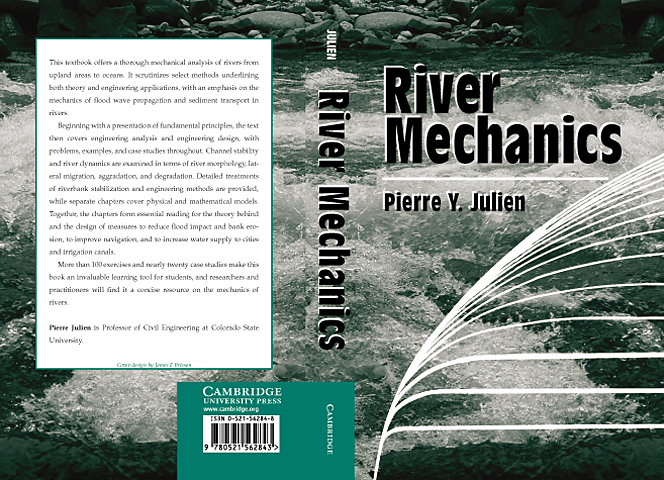 This textbook offers a thorough mechanical analysis of rivers from
upland areas to oceans. It scrutinizes select methods underlining
both theory and engineering applications, with an emphasis on the
mechanics of flood wave propagation and sediment transport in
rivers.
Beginning with a presentation of fundamental principles, the text
then covers engineering analysis and engineering design, with
problems, examples, and case studies throughout. Channel stability
and river dynamics are examined in terms of river morphology, lat-
eral migration, aggradation, and degradation. Detailed treatments
of riverbank stabilization and engineering methods are provided,
while separate chapters cover physical and mathematical models.
Together, the chapters form essential reading for the theory behind
and the design of measures to reduce flood impact and bank ero-
sion, to improve navigation, and to increase water supply to cities
and irrigation canals.
More than 100 exercises and nearly twenty case studies make this
book an invaluable learning tool for students, and researchers and
practitioners will find it a concise resource on the mechanics of
rivers.
Pierre Julien is Professor of Civil Engineering at Colorado State
University.
Cover design by James F.
CAMBRIDGE
UNIVERSITY PRESS
www.cambridge.org
ISBN 0-521-56284-8
9 780521 562843 >
JULIEN
River Mechanics
CAMBRIDGE
River
Mechanics
Pierre Y. Julien